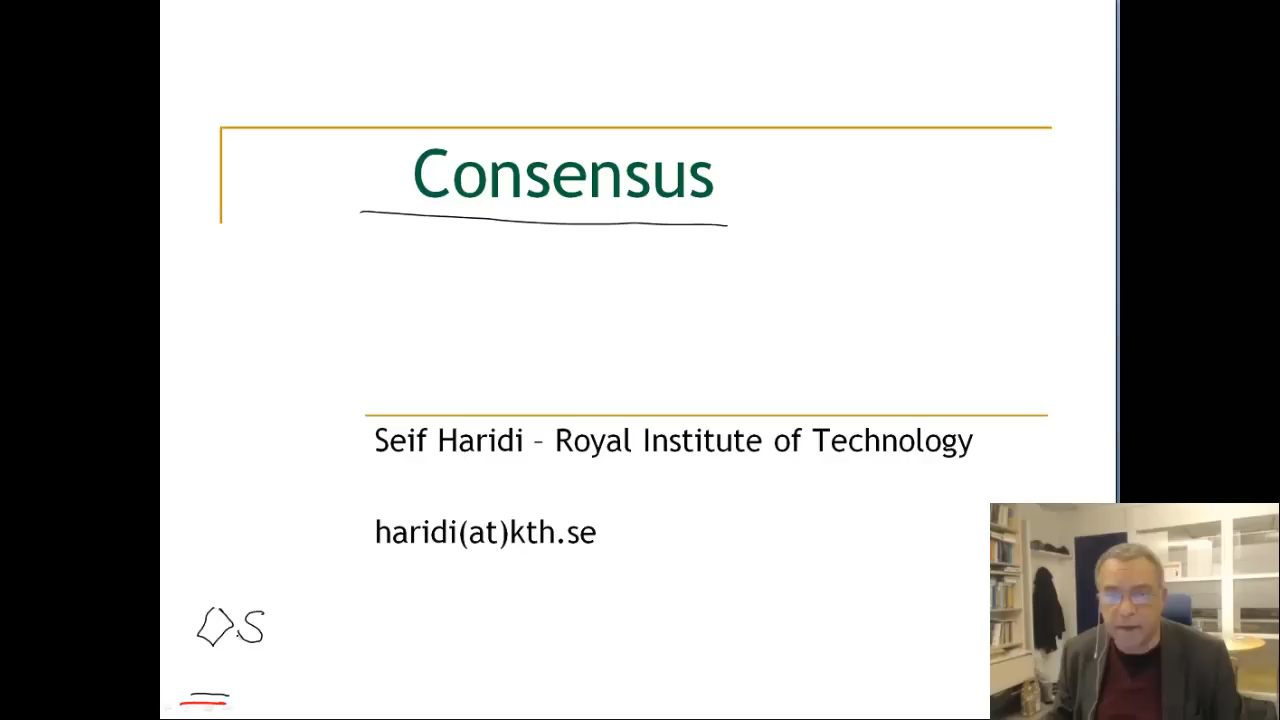 Consensus
Seif Haridi – Royal Institute of Technology
haridi(at)kth.se
◇S